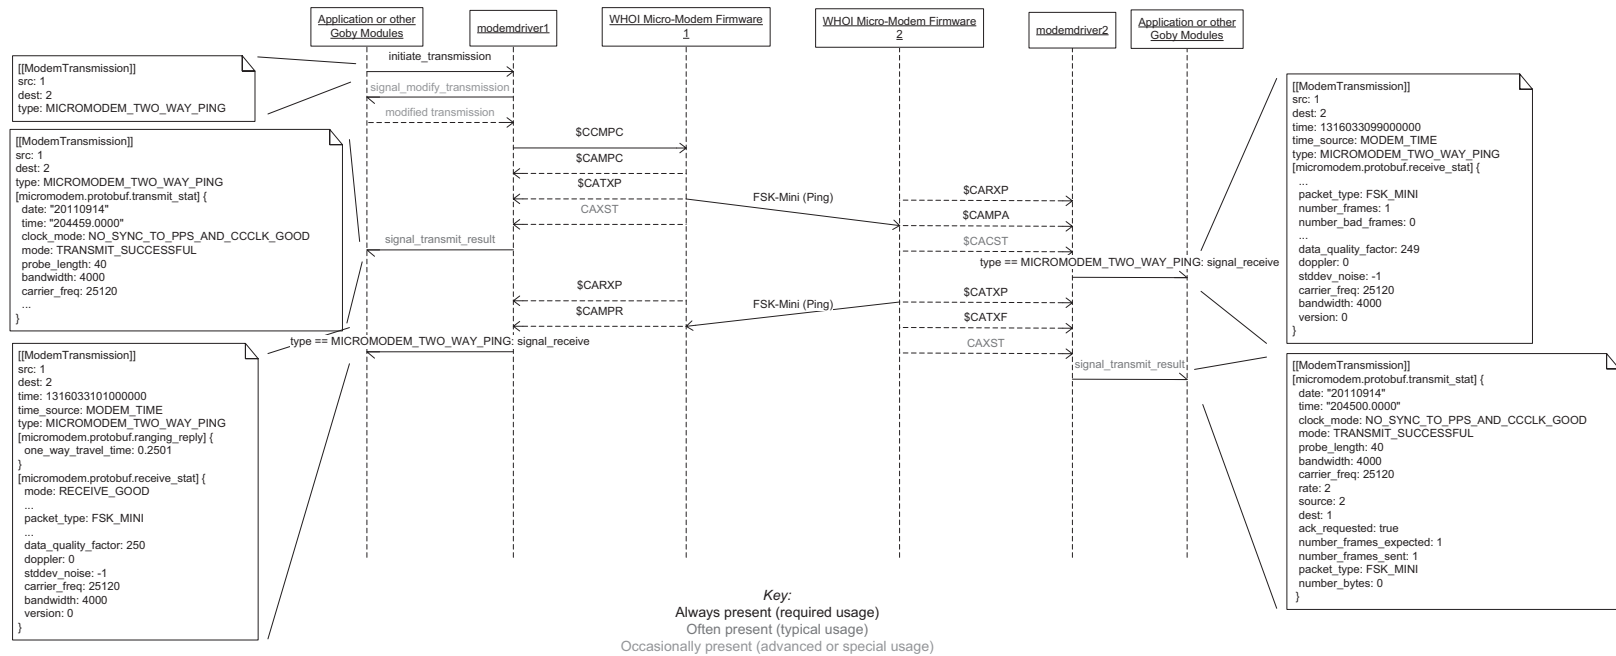 Application or other
Goby Modules
modemdriver1
WHOI Micro-Modem Firmware
1
WHOI Micro-Modem Firmware
2
modemdriver2
Application or other
Goby Modules
[[ModemTransmission]]
src: 1
dest: 2
type: MICROMODEM_TWO_WAY_PING
initiate_transmission
signal_modify_transmission
modified transmission
$CCMPC
$CAMPC
$CATXP
CAXST
signal_transmit_result
FSK-Mini (Ping)
$CARXP
$CAMPA
$CACST
type == MICROMODEM_TWO_WAY_PING: signal_receive
$CARXP
$CAMPR
FSK-Mini (Ping)
$CATXP
$CATXF
CAXST
type == MICROMODEM_TWO_WAY_PING: signal_receive
signal_transmit_result
[[ModemTransmission]]
src: 1
dest: 2
type: MICROMODEM_TWO_WAY_PING
[micromodem.protobuf.transmit_stat] {
date: "20110914"
time: "204459.0000"
clock_mode: NO_SYNC_TO_PPS_AND_CCCLK_GOOD
mode: TRANSMIT_SUCCESSFUL
probe_length: 40
bandwidth: 4000
carrier_freq: 25120
...
}
[[ModemTransmission]]
src: 1
dest: 2
time: 1316033101000000
time_source: MODEM_TIME
type: MICROMODEM_TWO_WAY_PING
[micromodem.protobuf.ranging_reply] {
one_way_travel_time: 0.2501
}
[micromodem.protobuf.receive_stat] {
mode: RECEIVE_GOOD
...
packet_type: FSK_MINI
...
data_quality_factor: 250
doppler: 0
stddev_noise: -1
carrier_freq: 25120
bandwidth: 4000
version: 0
}
[[ModemTransmission]]
src: 1
dest: 2
time: 1316033099000000
time_source: MODEM_TIME
type: MICROMODEM_TWO_WAY_PING
[micromodem.protobuf.receive_stat] {
...
packet_type: FSK_MINI
number_frames: 1
number_bad_frames: 0
...
data_quality_factor: 249
doppler: 0
stddev_noise: -1
carrier_freq: 25120
bandwidth: 4000
version: 0
}
[[ModemTransmission]]
[micromodem.protobuf.transmit_stat] {
date: "20110914"
time: "204500.0000"
clock_mode: NO_SYNC_TO_PPS_AND_CCCLK_GOOD
mode: TRANSMIT_SUCCESSFUL
probe_length: 40
bandwidth: 4000
carrier_freq: 25120
rate: 2
source: 2
dest: 1
ack_requested: true
number_frames_expected: 1
number_frames_sent: 1
packet_type: FSK_MINI
number_bytes: 0
}
Key:
Always present (required usage)
Often present (typical usage)
Occasionally present (advanced or special usage)